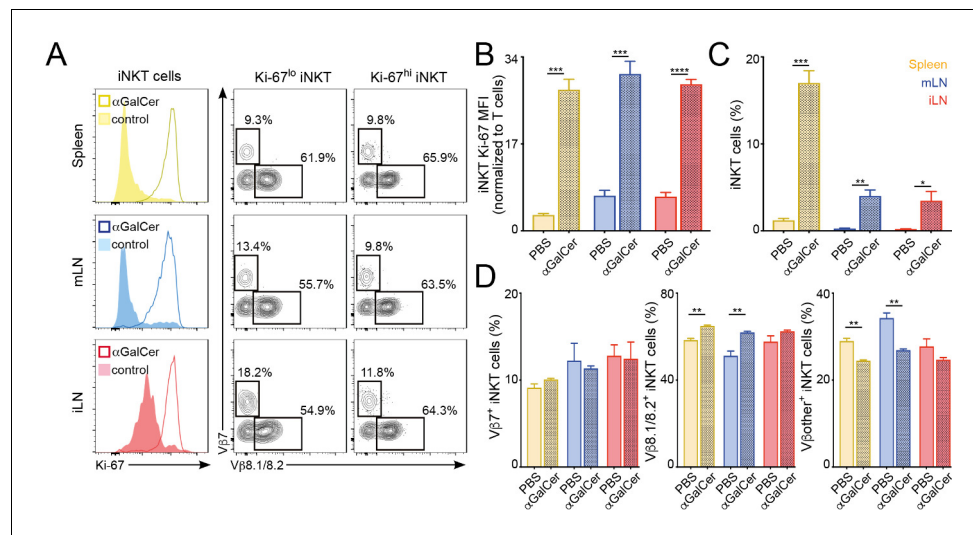 A
iNKT cells
Ki-67lo iNKT
Ki-67hi iNKT
Spleen
αGalCer
control
9.3%
61.9%
9.8%
65.9%
mLN
αGalCer
control
13.4%
55.7%
9.8%
63.5%
iLN
αGalCer
control
18.2%
54.9%
11.8%
64.3%
Ki-67
Vβ7
Vβ8.1/8.2
B
iNKT Ki-67 MFI
(normalized to T cells)
34
17
0
***
***
****
PBS
αGalCer
PBS
αGalCer
PBS
αGalCer
C
iNKT cells (%)
20
10
0
***
**
*
Spleen
mLN
iLN
PBS
αGalCer
PBS
αGalCer
PBS
αGalCer
D
Vβ7+ iNKT cells (%)
20
10
0
PBS
αGalCer
PBS
αGalCer
PBS
αGalCer
Vβ8.1/8.2+ iNKT cells (%)
80
40
0
**
**
PBS
αGalCer
PBS
αGalCer
PBS
αGalCer
Vβother+ iNKT cells (%)
40
20
0
**
**
PBS
αGalCer
PBS
αGalCer
PBS
αGalCer